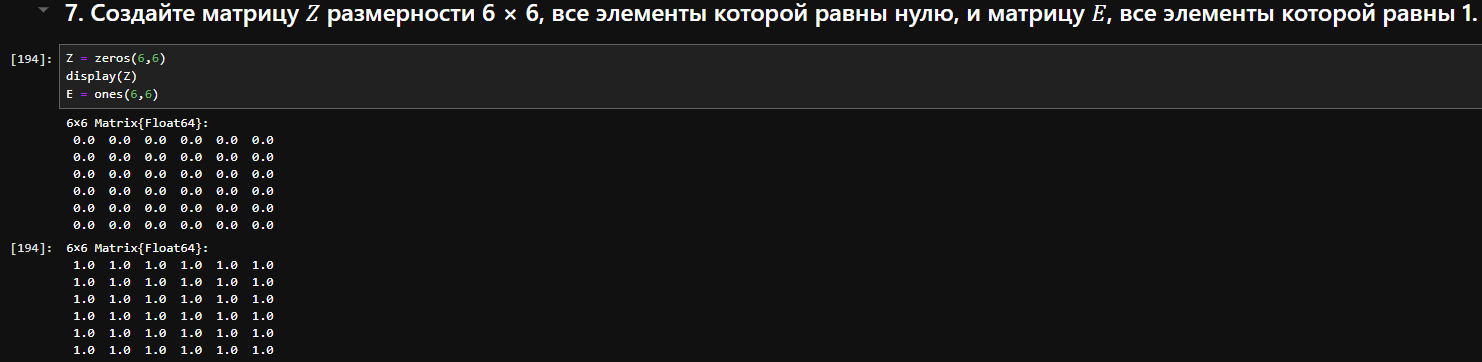 7. Создайте матрицу Z размерности 6 × 6, все элементы которой равны нулю, и матрицу E, все элементы которой равны 1.
[194]: Z = zeros(6,6)
display(Z)
E = ones(6,6)
6×6 Matrix{Float64}:
0.0 0.0 0.0 0.0 0.0 0.0
0.0 0.0 0.0 0.0 0.0 0.0
0.0 0.0 0.0 0.0 0.0 0.0
0.0 0.0 0.0 0.0 0.0 0.0
0.0 0.0 0.0 0.0 0.0 0.0
0.0 0.0 0.0 0.0 0.0 0.0
[194]: 6×6 Matrix{Float64}:
1.0 1.0 1.0 1.0 1.0 1.0
1.0 1.0 1.0 1.0 1.0 1.0
1.0 1.0 1.0 1.0 1.0 1.0
1.0 1.0 1.0 1.0 1.0 1.0
1.0 1.0 1.0 1.0 1.0 1.0
1.0 1.0 1.0 1.0 1.0 1.0